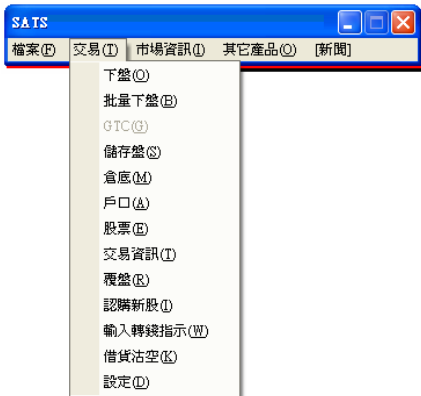 SATS
檔案(F) 交易(T) 市場資訊(I) 其它產品(O) [新聞]
下盤(O)
批量下盤(B)
GTC(G)
儲存盤(S)
倉底(M)
戶口(A)
股票(E)
交易資訊(T)
覆盤(R)
認購新股(I)
輸入轉錢指示(W)
借貨沽空(K)
設定(D)